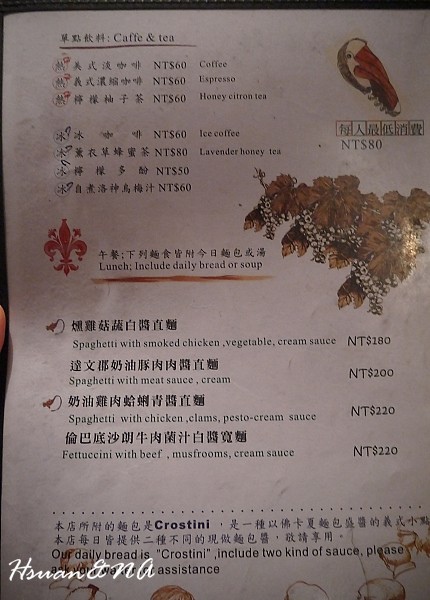 單點飲料: Caffe & tea
熱 美式淡咖啡 NT$60 Coffee
熱 義式濃縮咖啡 NT$60 Espresso
熱 檸檬柚子茶 NT$60 Honey citron tea
每人最低消費
NT$80
冰 冰咖啡 NT$60 Ice coffee
冰 薰衣草蜂蜜茶 NT$80 Lavender honey tea
冰 檸檬多酚 NT$50
冰 自煮洛神烏梅汁 NT$60
午餐;下列麵食皆附今日麵包或湯
Lunch; Include daily bread or soup
燻雞菇蔬白醬直麵
Spaghetti with smoked chicken ,vegetable, cream sauce NT$180
達文郡奶油豚肉肉醬直麵
Spaghetti with meat sauce , cream NT$200
奶油雞肉蛤蜊青醬直麵
Spaghetti with chicken ,clams, pesto-cream sauce NT$220
倫巴底沙朗牛肉菌汁白醬寬麵
Fettuccini with beef , musfrooms, cream sauce NT$220
本店所附的麵包是Crostini ,是一種以佛卡夏麵包盛醬的義式小點
本店每日皆提供二種不同的現做麵包醬,敬請享用。
Our daily bread is "Crostini" ,include two kind of sauce, please
ask your assistance
Hsuan&NA